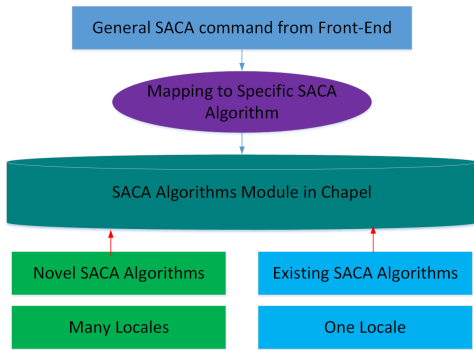 General SACA command from Front-End
Mapping to Specific SACA
Algorithm
SACA Algorithms Module in Chapel
Novel SACA Algorithms
Existing SACA Algorithms
Many Locales
One Locale